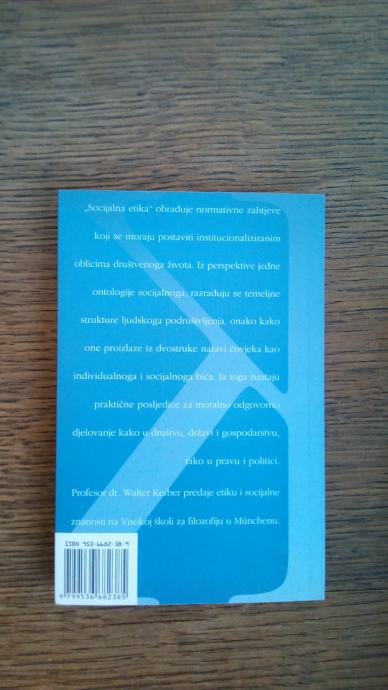 „Socijalna etika“ obrađuje normativne zahtjeve
koji se moraju postaviti institucionaliziranim
oblicima društvenoga života. Iz perspektive jedne
ontologije socijalnoga, razrađuju se temeljne
strukture ljudskoga podruštvljenja, onako kako
one proizlaze iz dvostruke naravi čovjeka kao
individualnoga i socijalnoga bića. Iz toga nastaju
praktične posljedice za moralno odgovorno
djelovanje kako u društvu, državi i gospodarstvu,
tako u pravu i politici.
Profesor dr. Walter Kerber predaje etiku i socijalne
znanosti na Visokoj školi za filozofiju u Münchenu.
ISBN 953-6682-38-9
9 799536 682385